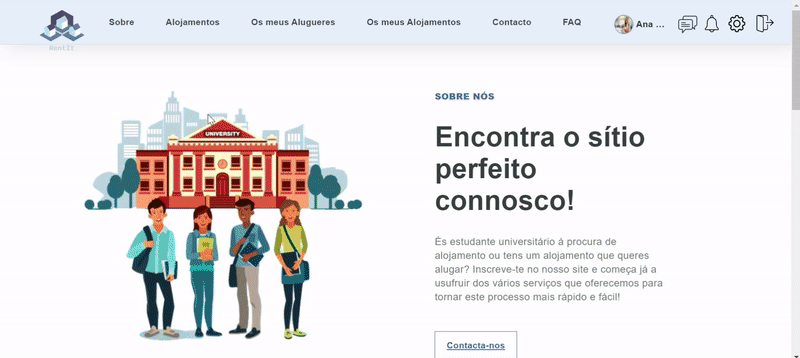 Sobre
Alojamentos
Os meus Alugueres
Os meus Alojamentos
Contacto
FAQ
Ana ...
Rent 22
UNIVERSITY
SOBRE NÓS
Encontra o sítio
perfeito
connosco!
És estudante universitário á procura de
alojamento ou tens um alojamento que queres
alugar? Inscreve-te no nosso site e começa já a
usufruir dos vários serviços que oferecemos para
tornar este processo mais rápido e fácil!
Contacta-nos